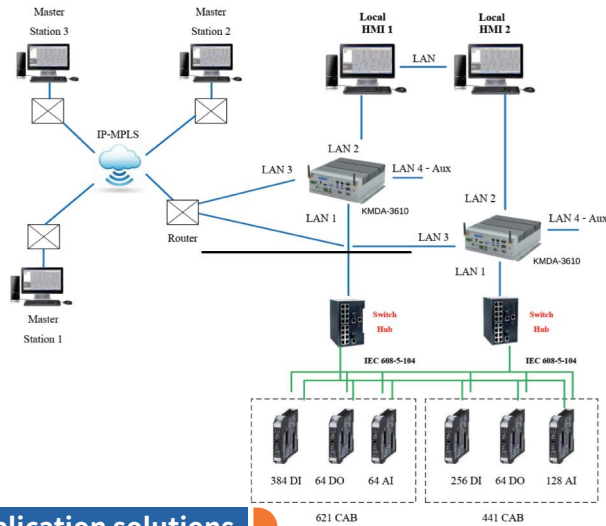 Master
Station 3
Master
Station 2
Local
HMI 1
Local
HMI 2
LAN
IP-MPLS
LAN 2
LAN 3
LAN 4 - Aux
KMDA-3610
LAN 1
Router
LAN 2
LAN 4 - Aux
LAN 3
KMDA-3610
LAN 1
Master
Station 1
Switch
Hub
Switch
Hub
IEC 608-5-104
IEC 608-5-104
384 DI
64 DO
64 AI
256 DI
64 DO
128 AI
621 CAB
441 CAB
plication solutions